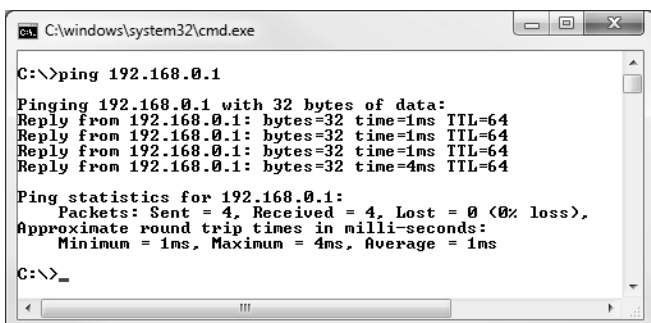 C:\windows\system32\cmd.exe
C:\>ping 192.168.0.1
Pinging 192.168.0.1 with 32 bytes of data:
Reply from 192.168.0.1: bytes=32 time=1ms TTL=64
Reply from 192.168.0.1: bytes=32 time=1ms TTL=64
Reply from 192.168.0.1: bytes=32 time=1ms TTL=64
Reply from 192.168.0.1: bytes=32 time=4ms TTL=64
Ping statistics for 192.168.0.1:
    Packets: Sent = 4, Received = 4, Lost = 0 (0% loss),
Approximate round trip times in milli-seconds:
    Minimum = 1ms, Maximum = 4ms, Average = 1ms
C:\>_